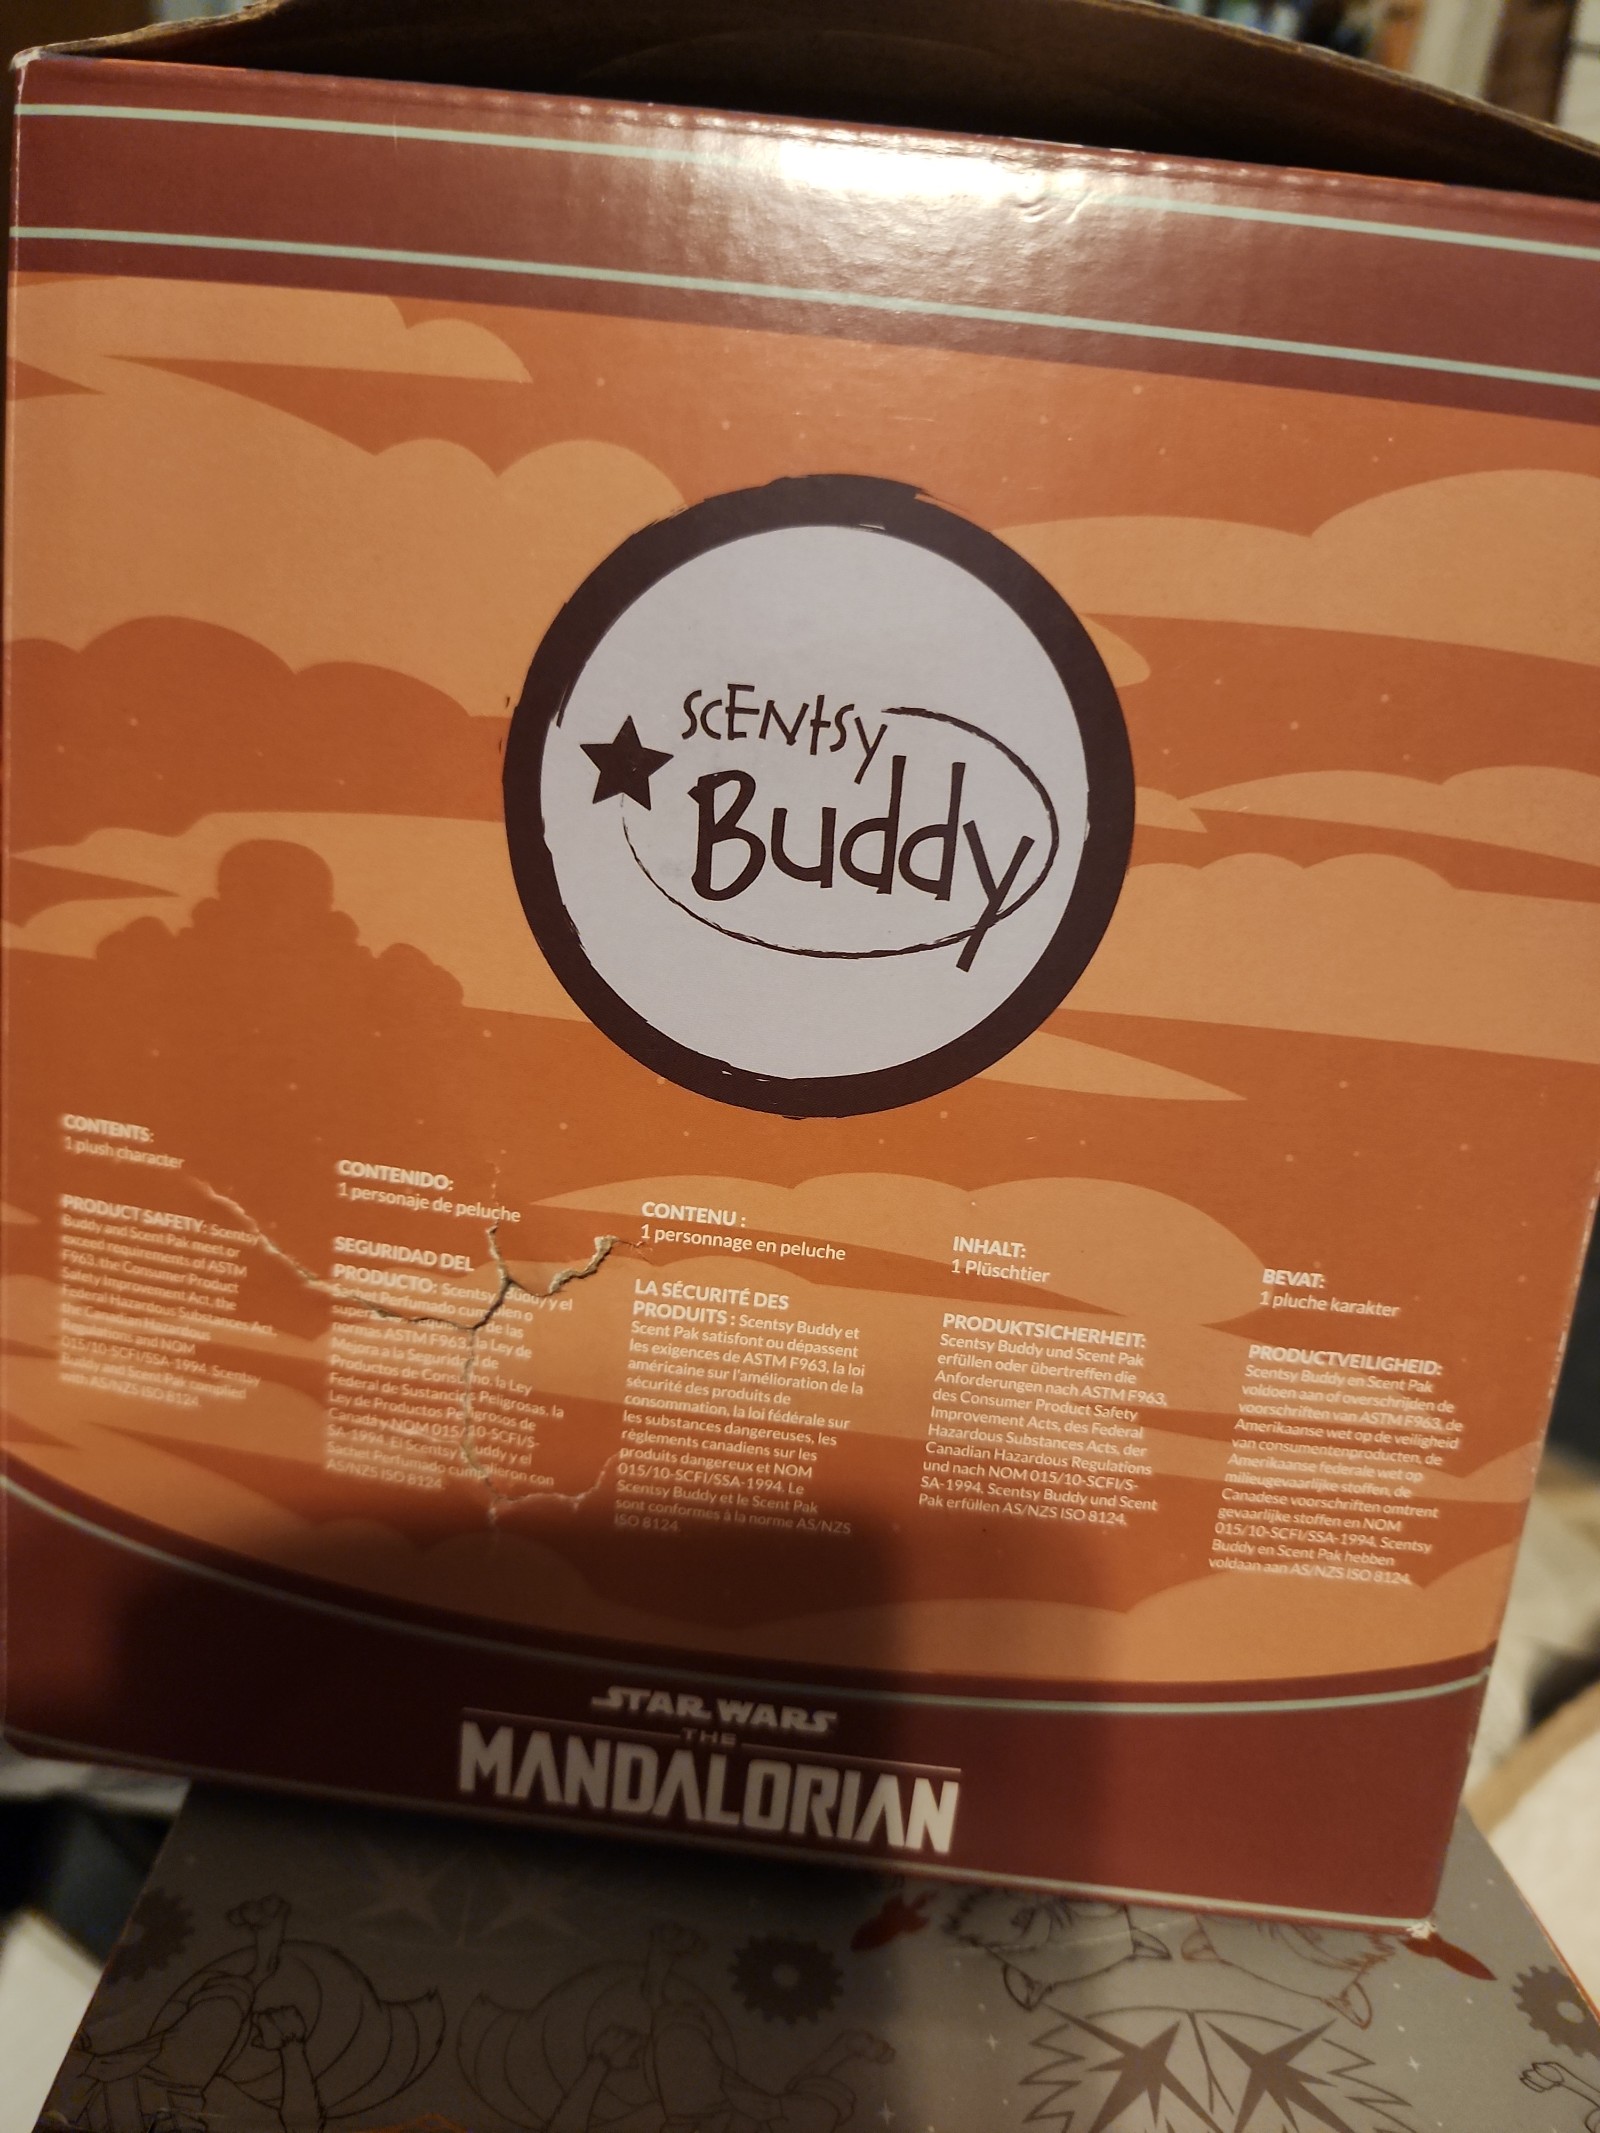 SCENTSY
Buddy
CONTENTS:
1 plush character
PRODUCT SAFETY: Scentsy
Buddy and Scent Pak meet or
exceed requirements of ASTM
F963, the Consumer Product
Safety Improvement Act, the
Federal Hazardous Substances Act,
the Canadian Hazardous
Regulations and NOM
015/10-SCFI/SSA-1994. Scentsy
Buddy and Scent Pak complied
with AS/NZS ISO 8124.
CONTENIDO:
1 personaje de peluche
SEGURIDAD DEL
PRODUCTO: Scentsy Buddy y el
Sachet Perfumado cumplen o
de las
normas ASTM F963, la Ley de
Mejora a la Seguridad de
Productos de Consumo, la Ley
Federal de Sustancias Peligrosas, la
Ley de Productos Peligrosos de
Canadá y NOM 015/10-SCFI/S-
SA-1994. El Scentsy Buddy y el
Sachet Perfumado cumplieron con
AS/NZS ISO 8124.
CONTENU :
1 personnage en peluche
LA SÉCURITÉ DES
PRODUITS : Scentsy Buddy et
Scent Pak satisfont ou dépassent
les exigences de ASTM F963, la loi
américaine sur l'amélioration de la
sécurité des produits de
consommation, la loi fédérale sur
les substances dangereuses, les
règlements canadiens sur les
produits dangereux et NOM
015/10-SCFI/SSA-1994. Le
Scentsy Buddy et le Scent Pak
sont conformes à la norme AS/NZS
ISO 8124.
INHALT:
1 Plüschtier
PRODUKTSICHERHEIT:
Scentsy Buddy und Scent Pak
erfüllen oder übertreffen die
Anforderungen nach ASTM F963,
des Consumer Product Safety
Improvement Acts, des Federal
Hazardous Substances Acts, der
Canadian Hazardous Regulations
und nach NOM 015/10-SCFI/S-
SA-1994. Scentsy Buddy und Scent
Pak erfüllen AS/NZS ISO 8124.
BEVAT:
1 pluche karakter
PRODUCTVEILIGHEID:
Scentsy Buddy en Scent Pak
voldoen aan of overschrijden de
voorschriften van ASTM F963, de
Amerikaanse wet op de veiligheid
van consumentenproducten, de
Amerikaanse federale wet op
milieugevaarlijke stoffen, de
Canadese voorschriften omtrent
gevaarlijke stoffen en NOM
015/10-SCFI/SSA-1994. Scentsy
Buddy en Scent Pak hebben
voldaan aan AS/NZS ISO 8124.
STAR WARS
THE
MANDALORIAN